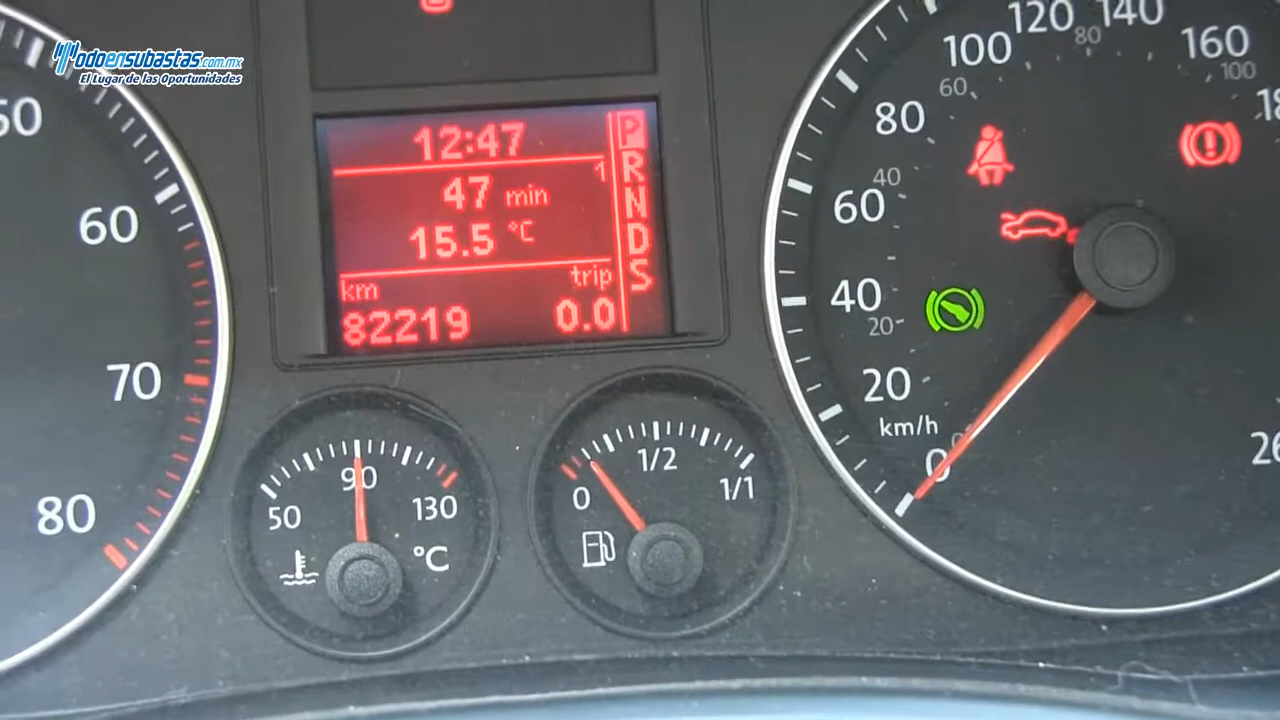 todoensubastas.com.mx
El Lugar de las Oportunidades
50
60
70
80
12:47
1
47 min
15.5 °C
km
trip
82219
0.0
P
R
N
D
S
50
90
130
°C
0
1/2
1/1
0
20
40
60
80
100
120
140
160
20
40
60
80
100
km/h